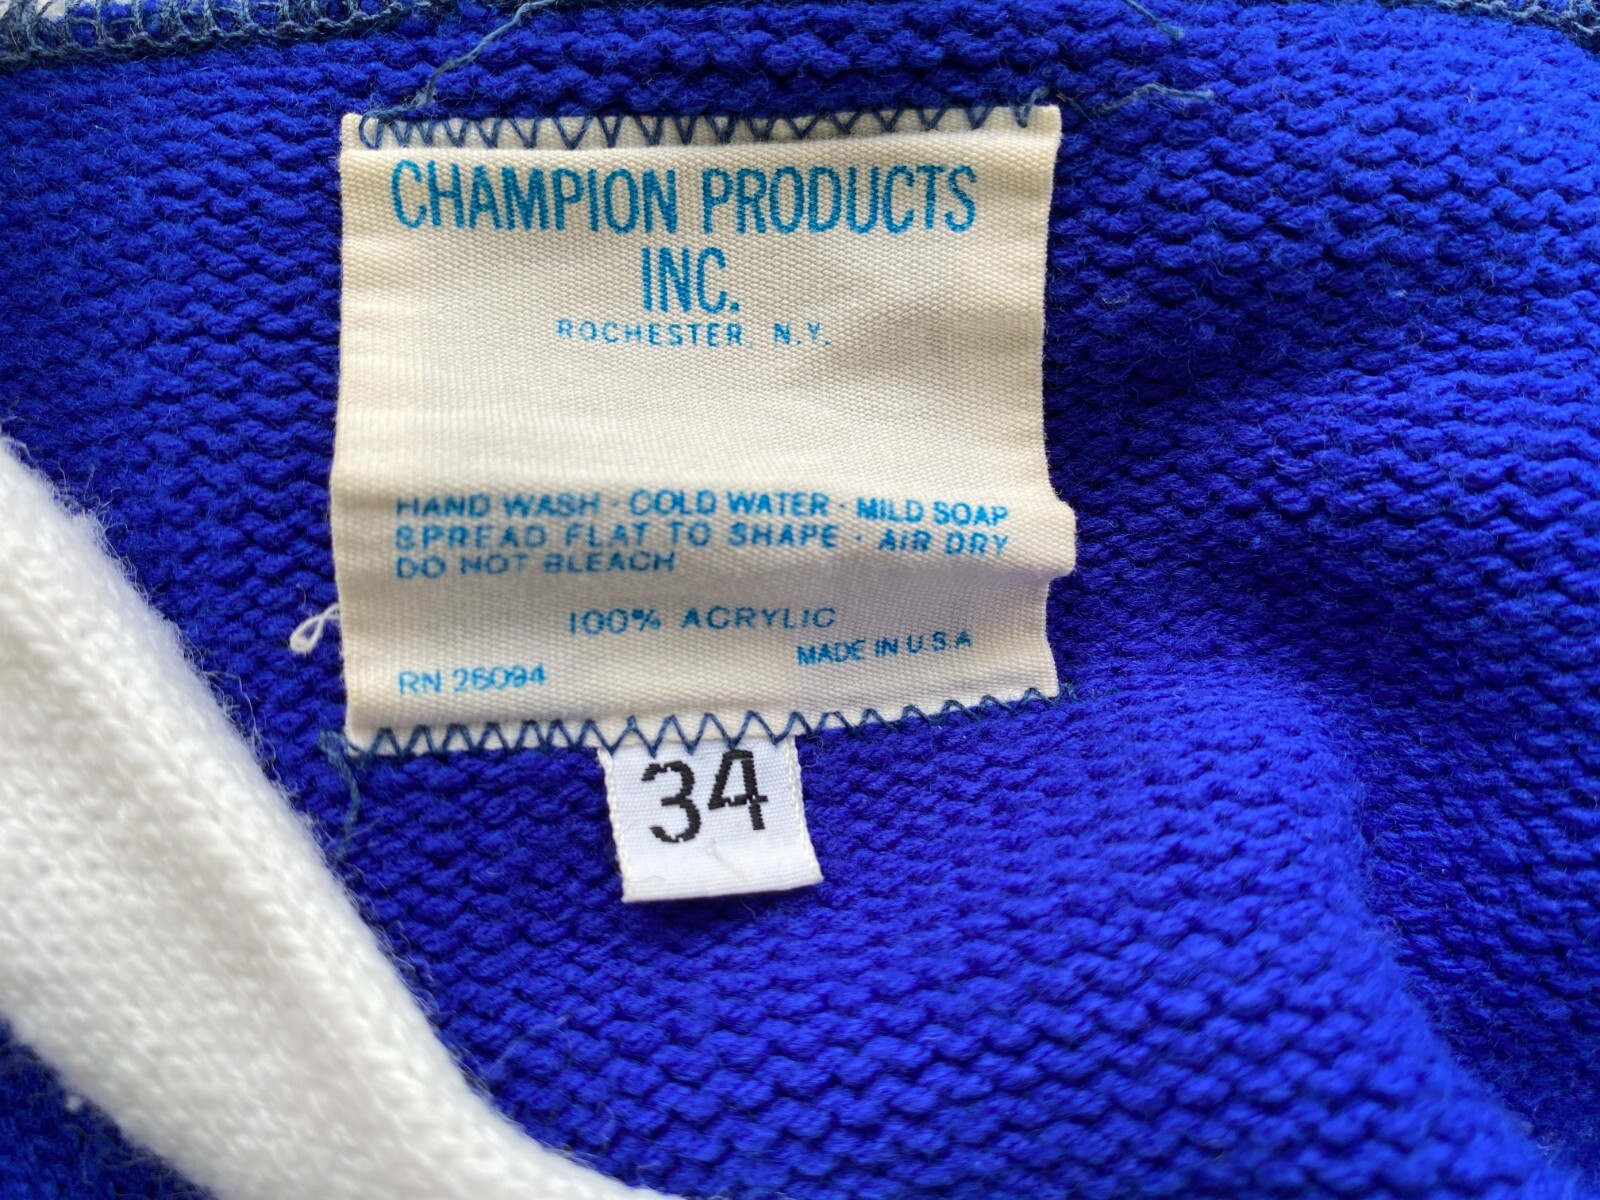 CHAMPION PRODUCTS
INC.
ROCHESTER, N.Y.
HAND WASH · COLD WATER · MILD SOAP
SPREAD FLAT TO SHAPE · AIR DRY
DO NOT BLEACH
100% ACRYLIC
MADE IN U.S.A
RN 26094
34